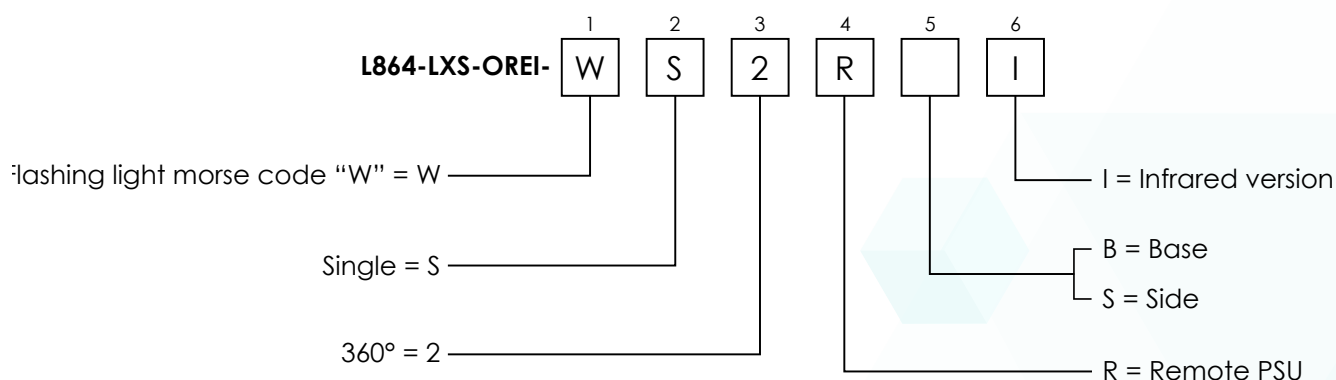 1 2 3 4 5 6
L864-LXS-OREI- W S 2 R I
Flashing light morse code “W” = W
I = Infrared version
B = Base
Single = S
S = Side
360° = 2
R = Remote PSU